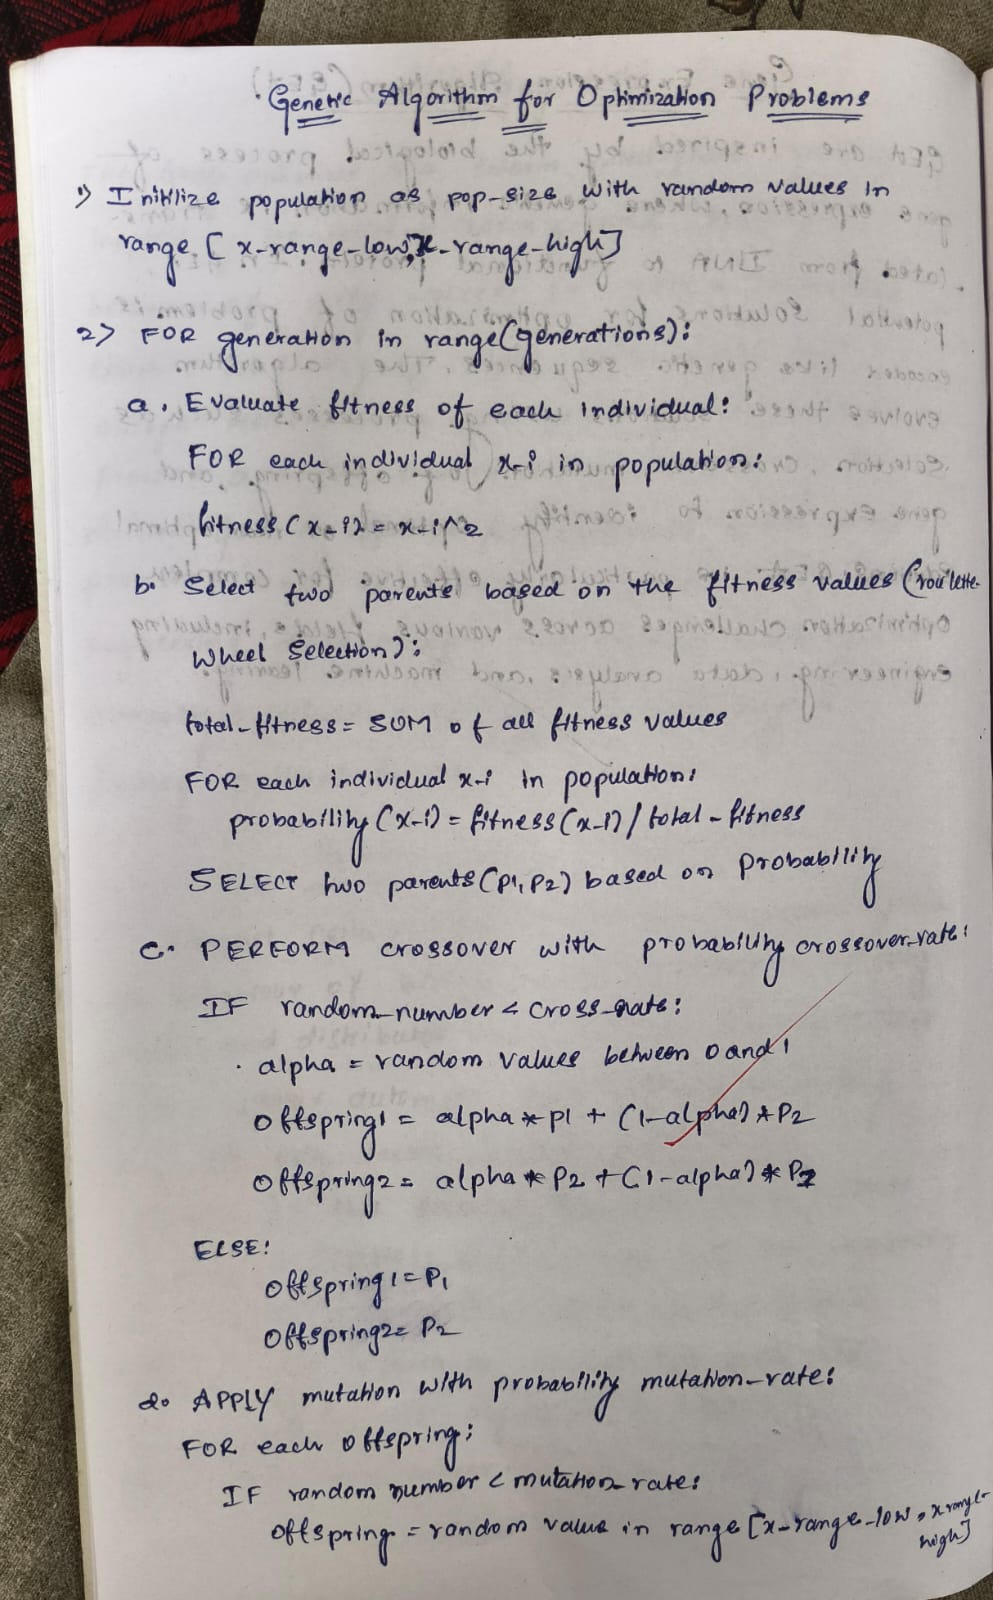 Genetic Algorithm for Optimization Problems
1) Initilize population as pop-size with random values in
range [x-range-low, x-range-high]
2) FOR generation in range(generations):
a. Evaluate fitness of each individual:
FOR each individual x-i in population:
fitness(x-i) = x-i^2
b. Select two parents based on the fitness values (roulette-
wheel selection):
total-fitness = SUM of all fitness values
FOR each individual x-i in population:
probability(x-i) = fitness(x-i) / total-fitness
SELECT two parents(P1, P2) based on probability
c. PERFORM crossover with probability crossover-rate:
IF random-number < cross-rate:
alpha = random values between 0 and 1
Offspring1 = alpha * P1 + (1-alpha) * P2
Offspring2 = alpha * P2 + (1-alpha) *
ELSE:
Offspring1 = P1
Offspring2 = P2
d. APPLY mutation with probability mutation-rate:
FOR each offspring:
IF random number < mutation-rate:
Offspring = random value in range [x-range-low, x range-
high]